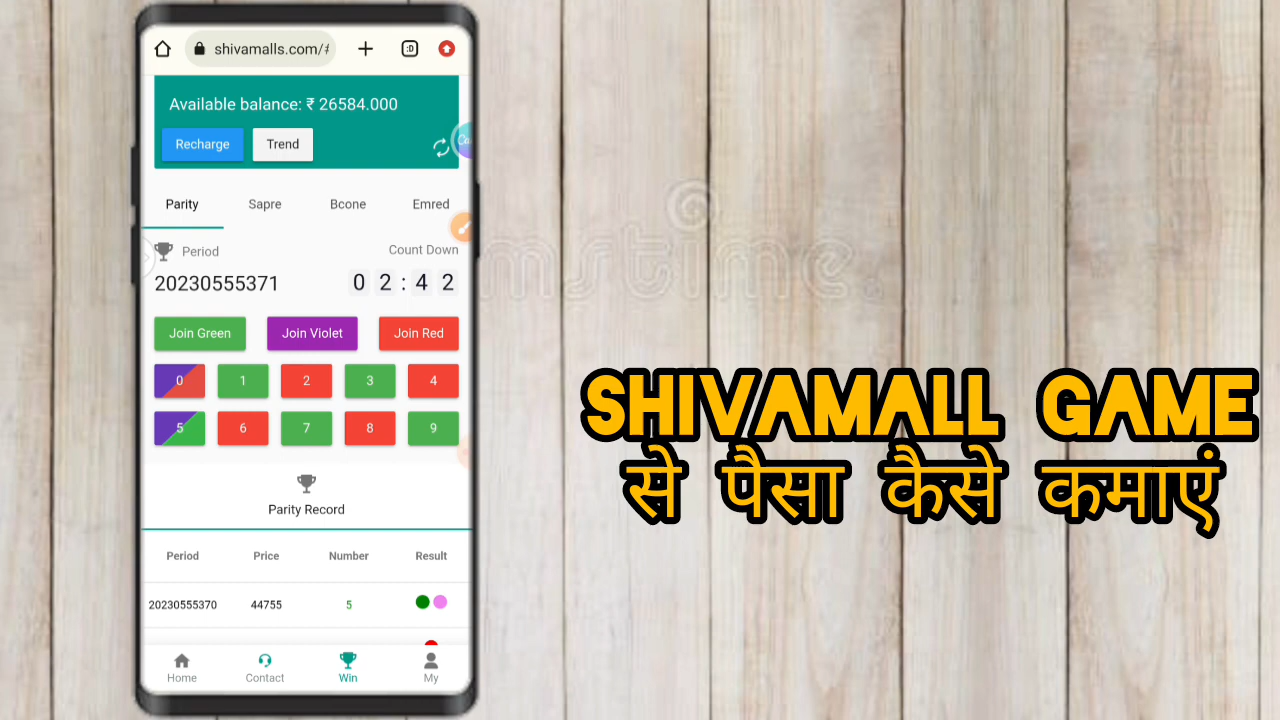 shivamalls.com/#
:D
Available balance: ₹ 26584.000
Recharge Trend
Parity Sapre Bcone Emred
Period Count Down
20230555371 0 2 : 4 2
Join Green Join Violet Join Red
0 1 2 3 4
5 6 7 8 9
Parity Record
Period Price Number Result
20230555370 44755 5
Home Contact Win My
SHIVAMALL GAME
से पैसा कैसे कमाएं